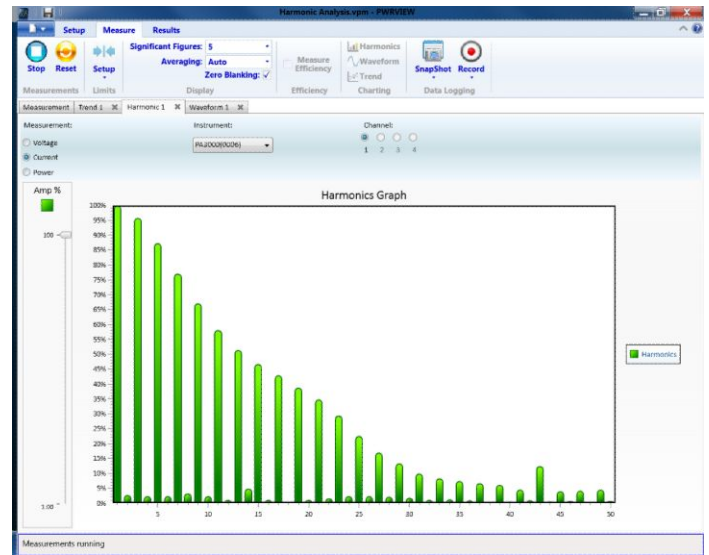 Harmonic Analysis.vpm - PWRVIEW
Setup Measure Results
Stop Reset Setup
Significant Figures: 5
Averaging: Auto
Zero Blanking:
Measure Efficiency
Harmonics
Waveform
Trend
SnapShot Record
Measurements Limits Display Efficiency Charting Data Logging
Measurement Trend 1 Harmonic 1 Waveform 1
Measurement: Instrument: Channel:
Voltage
Current
Power
PA2000(0006)
1 2 3 4
Amp %
100
1.00
Harmonics Graph
100%
95%
90%
85%
80%
75%
70%
65%
60%
55%
50%
45%
40%
35%
30%
25%
20%
15%
10%
5%
0%
5 10 15 20 25 30 35 40 45 50
Harmonics
Measurements running